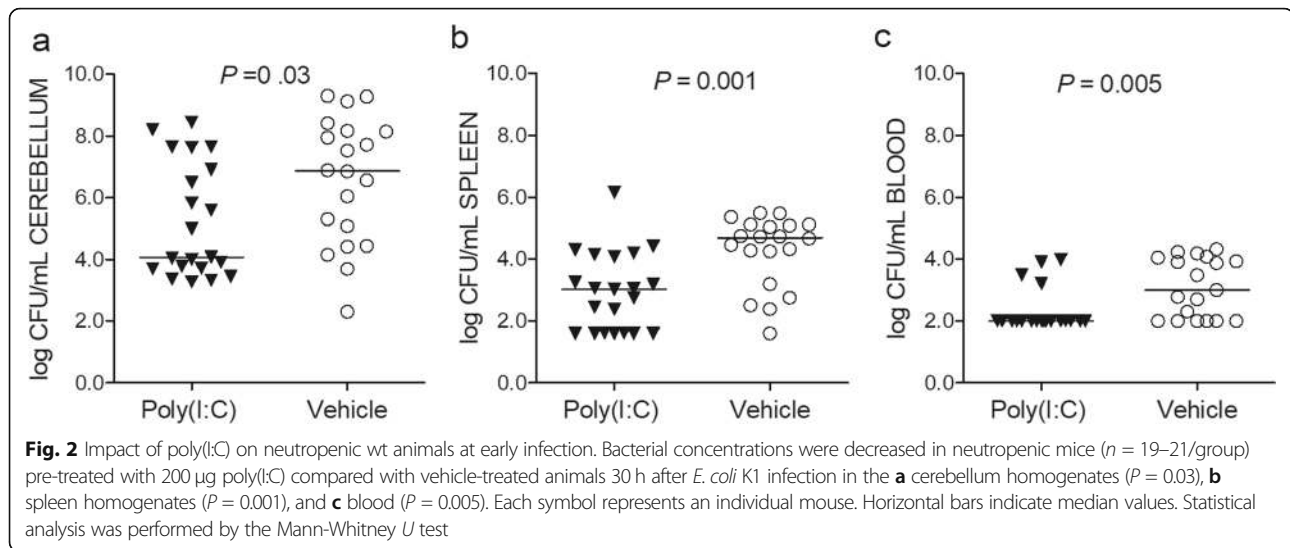 a
P =0 .03
log CFU/mL CEREBELLUM
10.0
8.0
6.0
4.0
2.0
0.0
Poly(I:C) Vehicle
b
P = 0.001
log CFU/mL SPLEEN
10.0
8.0
6.0
4.0
2.0
0.0
Poly(I:C) Vehicle
c
P = 0.005
log CFU/mL BLOOD
10.0
8.0
6.0
4.0
2.0
0.0
Poly(I:C) Vehicle
Fig. 2 Impact of poly(I:C) on neutropenic wt animals at early infection. Bacterial concentrations were decreased in neutropenic mice (n = 19–21/group)
pre-treated with 200 μg poly(I:C) compared with vehicle-treated animals 30 h after E. coli K1 infection in the a cerebellum homogenates (P = 0.03), b
spleen homogenates (P = 0.001), and c blood (P = 0.005). Each symbol represents an individual mouse. Horizontal bars indicate median values. Statistical
analysis was performed by the Mann-Whitney U test